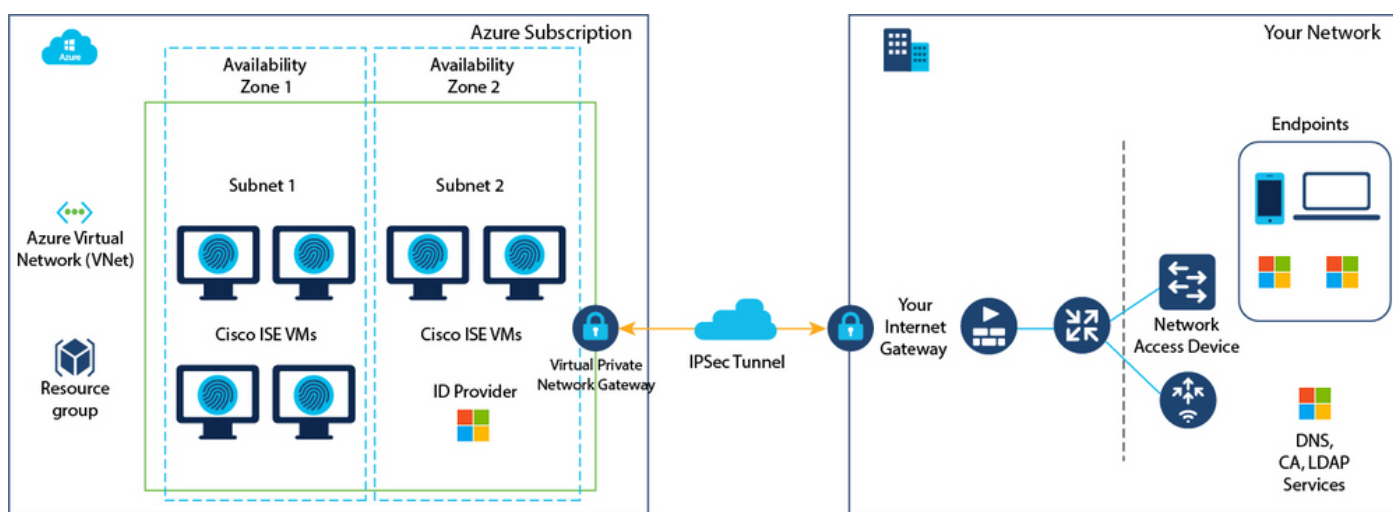 Azure
Azure Subscription
Availability
Zone 1
Availability
Zone 2
Subnet 1
Subnet 2
Azure Virtual
Network (VNet)
Cisco ISE VMs
Cisco ISE VMs
Resource
group
ID Provider
Virtual Private
Network Gateway
IPSec Tunnel
Your Network
Your
Internet
Gateway
Endpoints
Network
Access Device
DNS,
CA, LDAP
Services